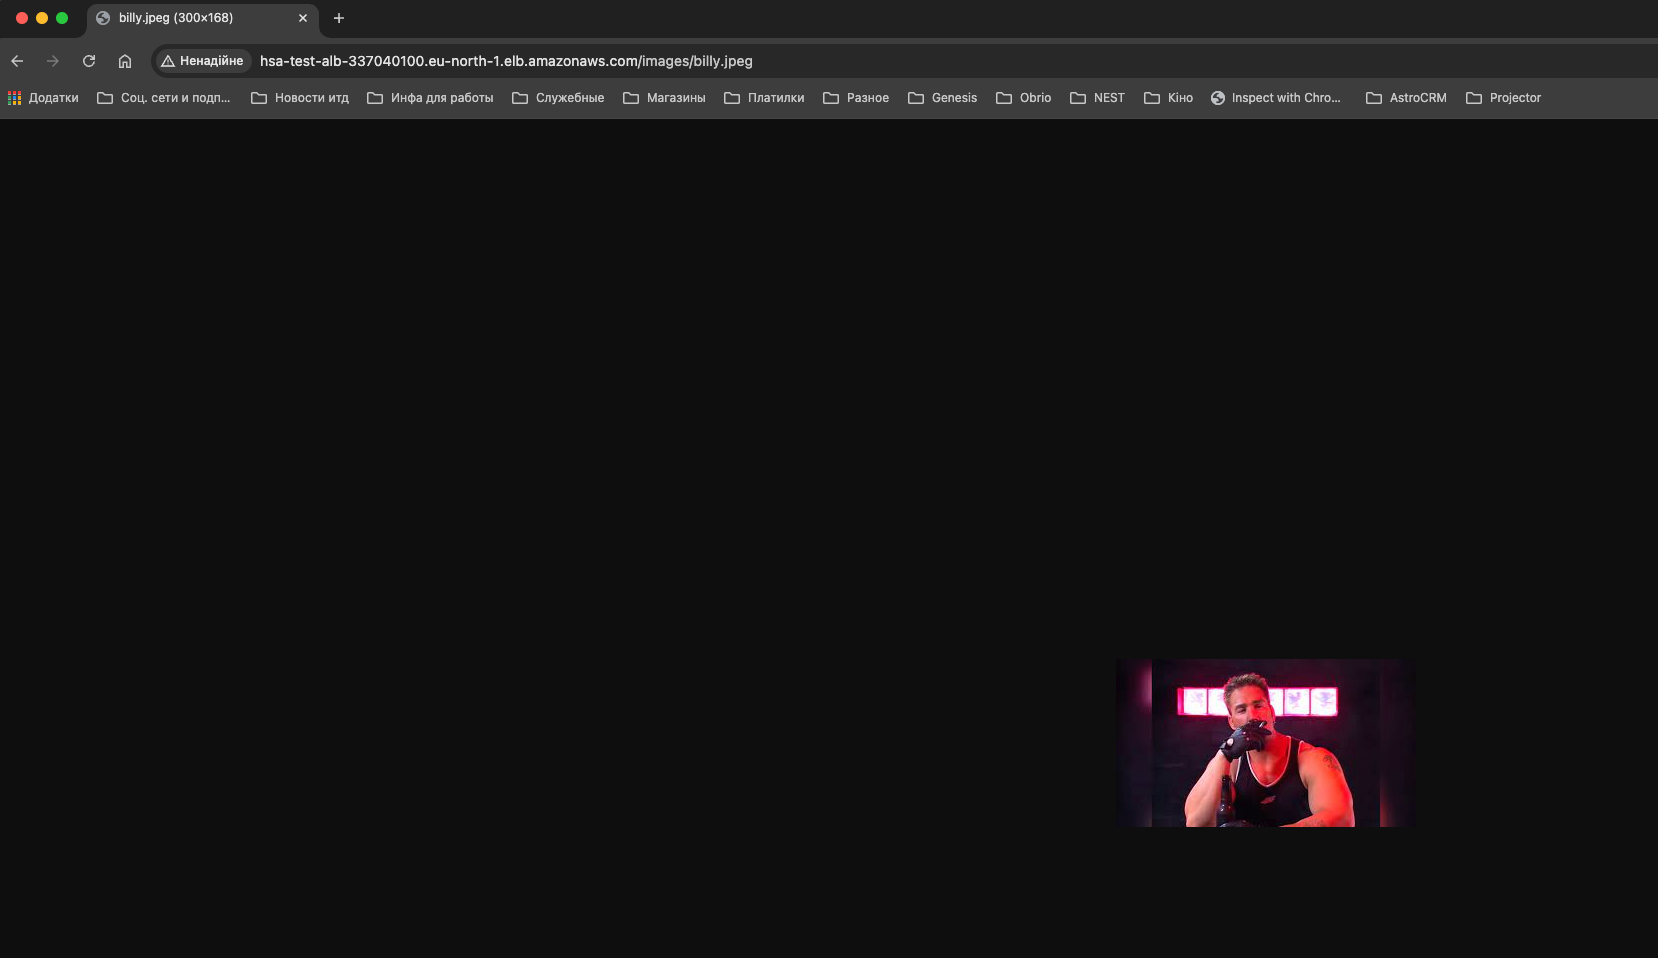 billy.jpeg (300×168)
Ненадійне hsa-test-alb-337040100.eu-north-1.elb.amazonaws.com/images/billy.jpeg
Додатки Соц. сети и подп... Новости итд Инфа для работы Служебные Магазины Платилки Разное Genesis Obrio NEST Кіно Inspect with Chro... AstroCRM Projector